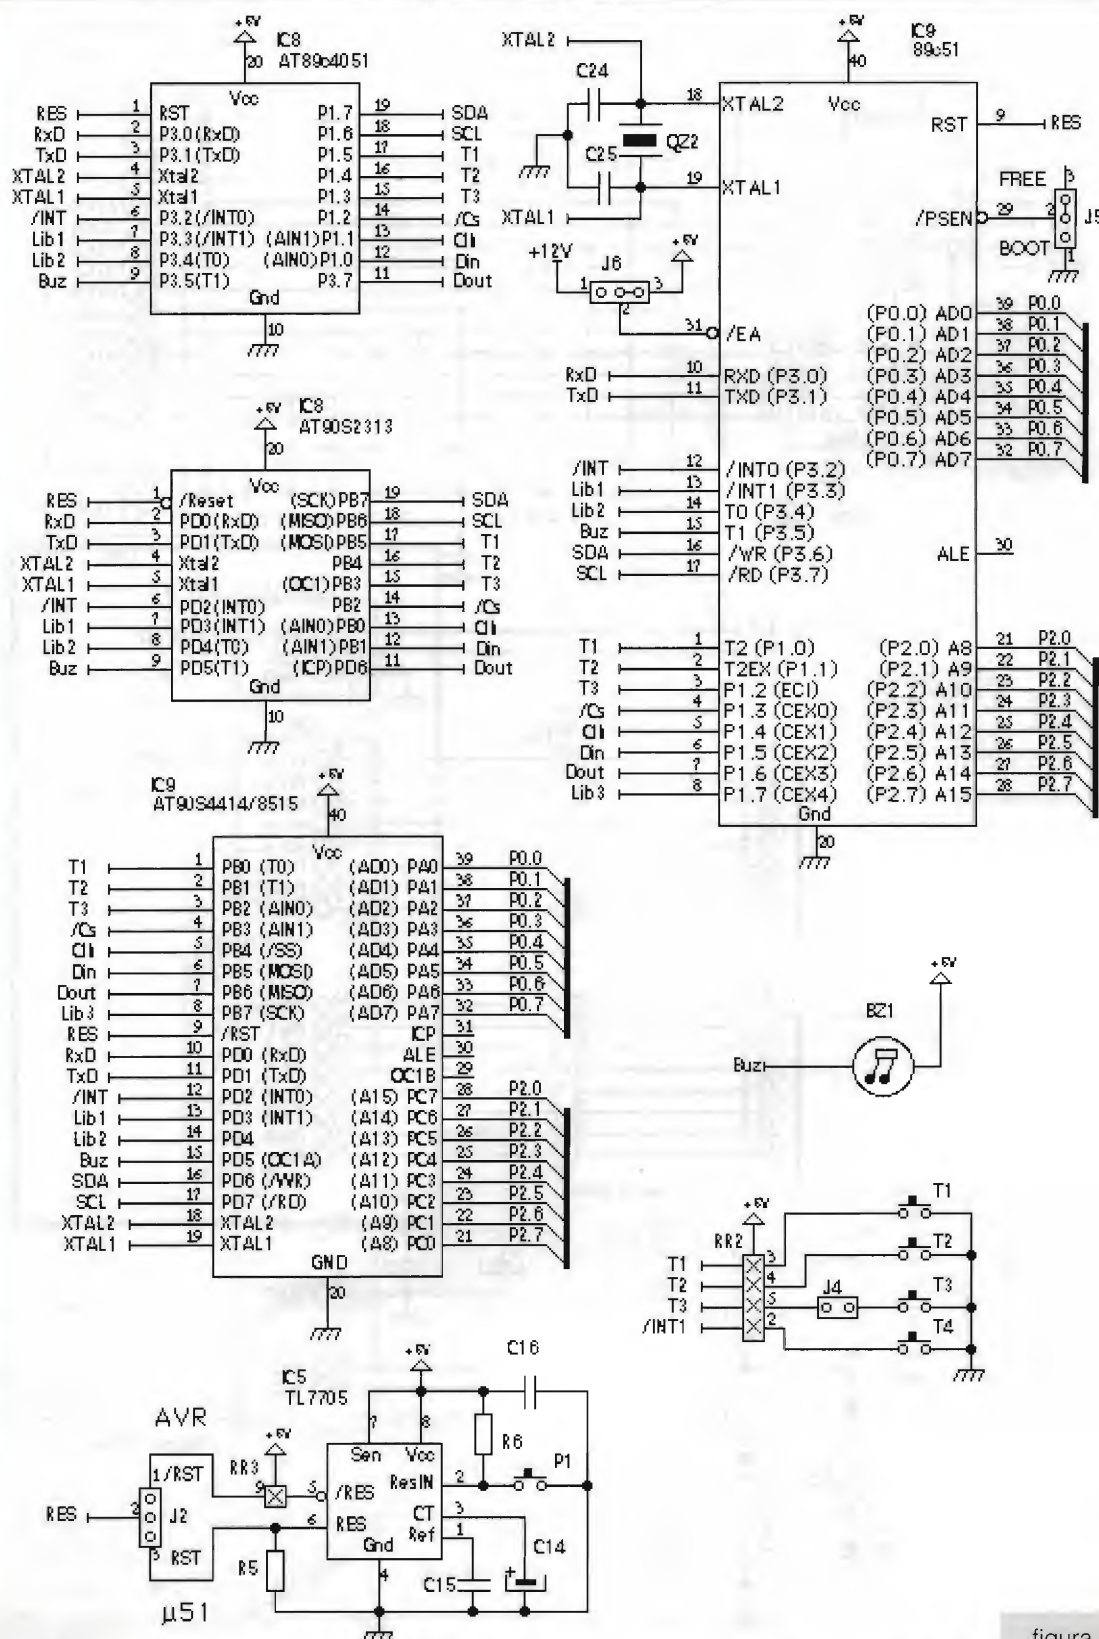 +5V
IC8
AT89c4051
20
Vcc
RES 1 RST P1.7 19 SDA
RxD 2 P3.0(RxD) P1.6 18 SCL
TxD 3 P3.1(TxD) P1.5 17 T1
XTAL2 4 Xtal2 P1.4 16 T2
XTAL1 5 Xtal1 P1.3 15 T3
/INT 6 P3.2(/INT0) P1.2 14 /Cs
Lib1 7 P3.3(/INT1) (AIN1)P1.1 13 Clk
Lib2 8 P3.4(T0) (AIN0)P1.0 12 Din
Buz 9 P3.5(T1) P3.7 11 Dout
Gnd
10
+5V
IC8
AT90S2313
20
Vcc
RES 1 /Reset (SCK)PB7 19 SDA
RxD 2 PD0(RxD) (MISO)PB6 18 SCL
TxD 3 PD1(TxD) (MOSI)PB5 17 T1
XTAL2 4 Xtal2 PB4 16 T2
XTAL1 5 Xtal1 (OC1)PB3 15 T3
/INT 6 PD2(INT0) PB2 14 /Cs
Lib1 7 PD3(INT1) (AIN0)PB0 13 Clk
Lib2 8 PD4(T0) (AIN1)PB1 12 Din
Buz 9 PD5(T1) (ICP)PD6 11 Dout
Gnd
10
IC9
AT90S4414/8515
+5V
40
Vcc
T1 1 PB0 (T0) (AD0) PA0 39 P0.0
T2 2 PB1 (T1) (AD1) PA1 38 P0.1
T3 3 PB2 (AIN0) (AD2) PA2 37 P0.2
/Cs 4 PB3 (AIN1) (AD3) PA3 36 P0.3
Clk 5 PB4 (/SS) (AD4) PA4 35 P0.4
Din 6 PB5 (MOSI) (AD5) PA5 34 P0.5
Dout 7 PB6 (MISO) (AD6) PA6 33 P0.6
Lib3 8 PB7 (SCK) (AD7) PA7 32 P0.7
RES 9 /RST ICP 31
RxD 10 PD0 (RxD) ALE 30
TxD 11 PD1 (TxD) OC1B 29
/INT 12 PD2 (INT0) (A15) PC7 28 P2.0
Lib1 13 PD3 (INT1) (A14) PC6 27 P2.1
Lib2 14 PD4 (A13) PC5 26 P2.2
Buz 15 PD5 (OC1A) (A12) PC4 25 P2.3
SDA 16 PD6 (/WR) (A11) PC3 24 P2.4
SCL 17 PD7 (/RD) (A10) PC2 23 P2.5
XTAL2 18 XTAL2 (A9) PC1 22 P2.6
XTAL1 19 XTAL1 (A8) PC0 21 P2.7
GND
20
XTAL2
C24
C25
QZ2
XTAL1
+5V
IC9
89c51
40
18 XTAL2 Vcc
RST 9 RES
19 XTAL1
FREE 3
/PSEN 29 2 J5
BOOT 1
+12V J6 +5V
1 3
2
31 /EA
(P0.0) AD0 39 P0.0
(P0.1) AD1 38 P0.1
(P0.2) AD2 37 P0.2
(P0.3) AD3 36 P0.3
(P0.4) AD4 35 P0.4
(P0.5) AD5 34 P0.5
(P0.6) AD6 33 P0.6
(P0.7) AD7 32 P0.7
RxD 10 RXD (P3.0)
TxD 11 TXD (P3.1)
/INT 12 /INT0 (P3.2)
Lib1 13 /INT1 (P3.3)
Lib2 14 T0 (P3.4)
Buz 15 T1 (P3.5)
SDA 16 /WR (P3.6)
SCL 17 /RD (P3.7)
ALE 30
T1 1 T2 (P1.0) (P2.0) A8 21 P2.0
T2 2 T2EX (P1.1) (P2.1) A9 22 P2.1
T3 3 P1.2 (ECI) (P2.2) A10 23 P2.2
/Cs 4 P1.3 (CEX0) (P2.3) A11 24 P2.3
Clk 5 P1.4 (CEX1) (P2.4) A12 25 P2.4
Din 6 P1.5 (CEX2) (P2.5) A13 26 P2.5
Dout 7 P1.6 (CEX3) (P2.6) A14 27 P2.6
Lib3 8 P1.7 (CEX4) (P2.7) A15 28 P2.7
Gnd
20
+5V
BZ1
Buz
+5V
RR2
T1 3 T1
T2 4 T2
T3 5 J4 T3
/INT1 2 T4
IC5
TL7705
+5V
C16
7 8
Sen Vcc
R6
ResIN 2 P1
CT 3
Ref 1
C15
+ C14
AVR
+5V
RR3
1 /RST 9 5 /RES
RES 2 J2
3 RST 6 RES
R5
Gnd
4
µ51
figure